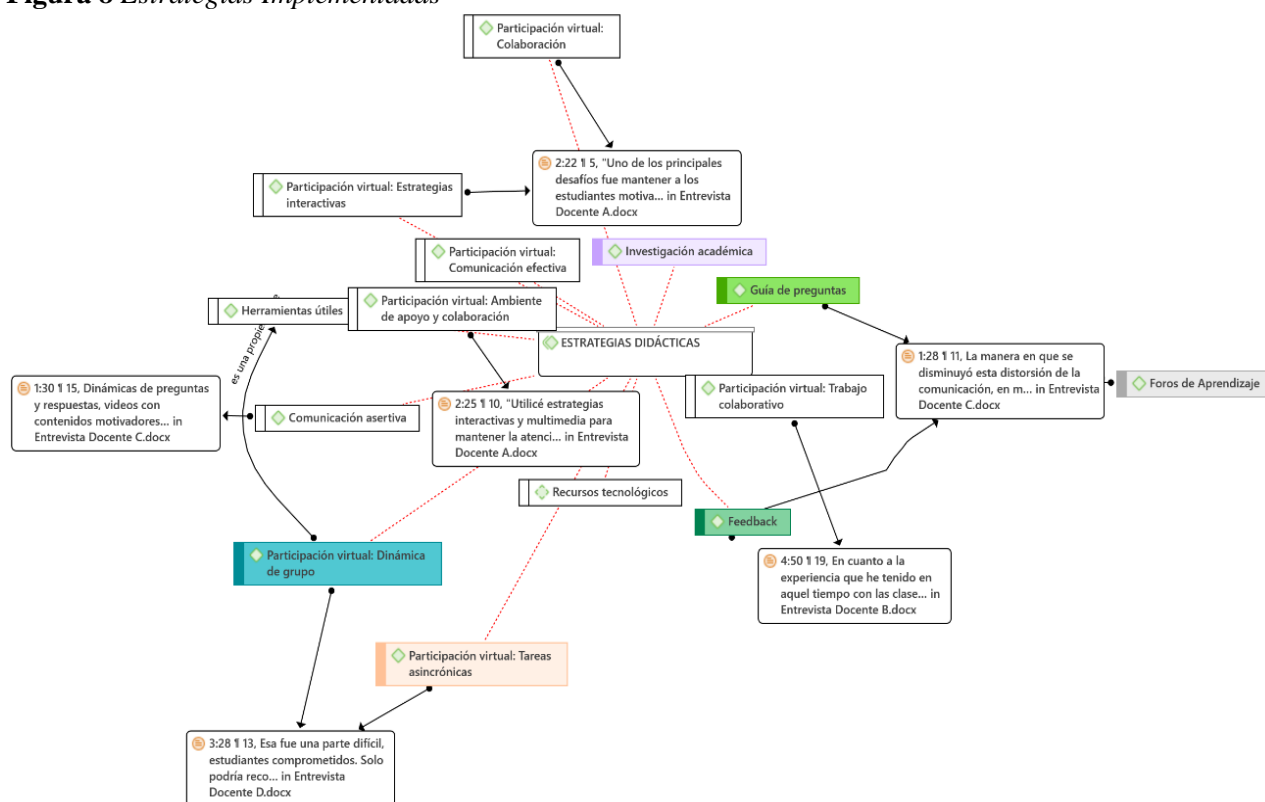 Figura 8 Estrategias Implementadas
Participación virtual:
Colaboración
2:22 ¶ 5, "Uno de los principales
desafíos fue mantener a los
estudiantes motiva... in Entrevista
Docente A.docx
Participación virtual: Estrategias
interactivas
Participación virtual:
Comunicación efectiva
Investigación académica
Guía de preguntas
Herramientas útiles
Participación virtual: Ambiente
de apoyo y colaboración
ESTRATEGIAS DIDÁCTICAS
es una propie
1:28 ¶ 11, La manera en que se
disminuyó esta distorsión de la
comunicación, en m... in Entrevista
Docente C.docx
Foros de Aprendizaje
1:30 ¶ 15, Dinámicas de preguntas
y respuestas, videos con
contenidos motivadores... in
Entrevista Docente C.docx
Comunicación asertiva
2:25 ¶ 10, "Utilicé estrategias
interactivas y multimedia para
mantener la atenci... in Entrevista
Docente A.docx
Participación virtual: Trabajo
colaborativo
Recursos tecnológicos
Feedback
Participación virtual: Dinámica
de grupo
4:50 ¶ 19, En cuanto a la
experiencia que he tenido en
aquel tiempo con las clase... in
Entrevista Docente B.docx
Participación virtual: Tareas
asincrónicas
3:28 ¶ 13, Esa fue una parte difícil,
estudiantes comprometidos. Solo
podría reco... in Entrevista
Docente D.docx